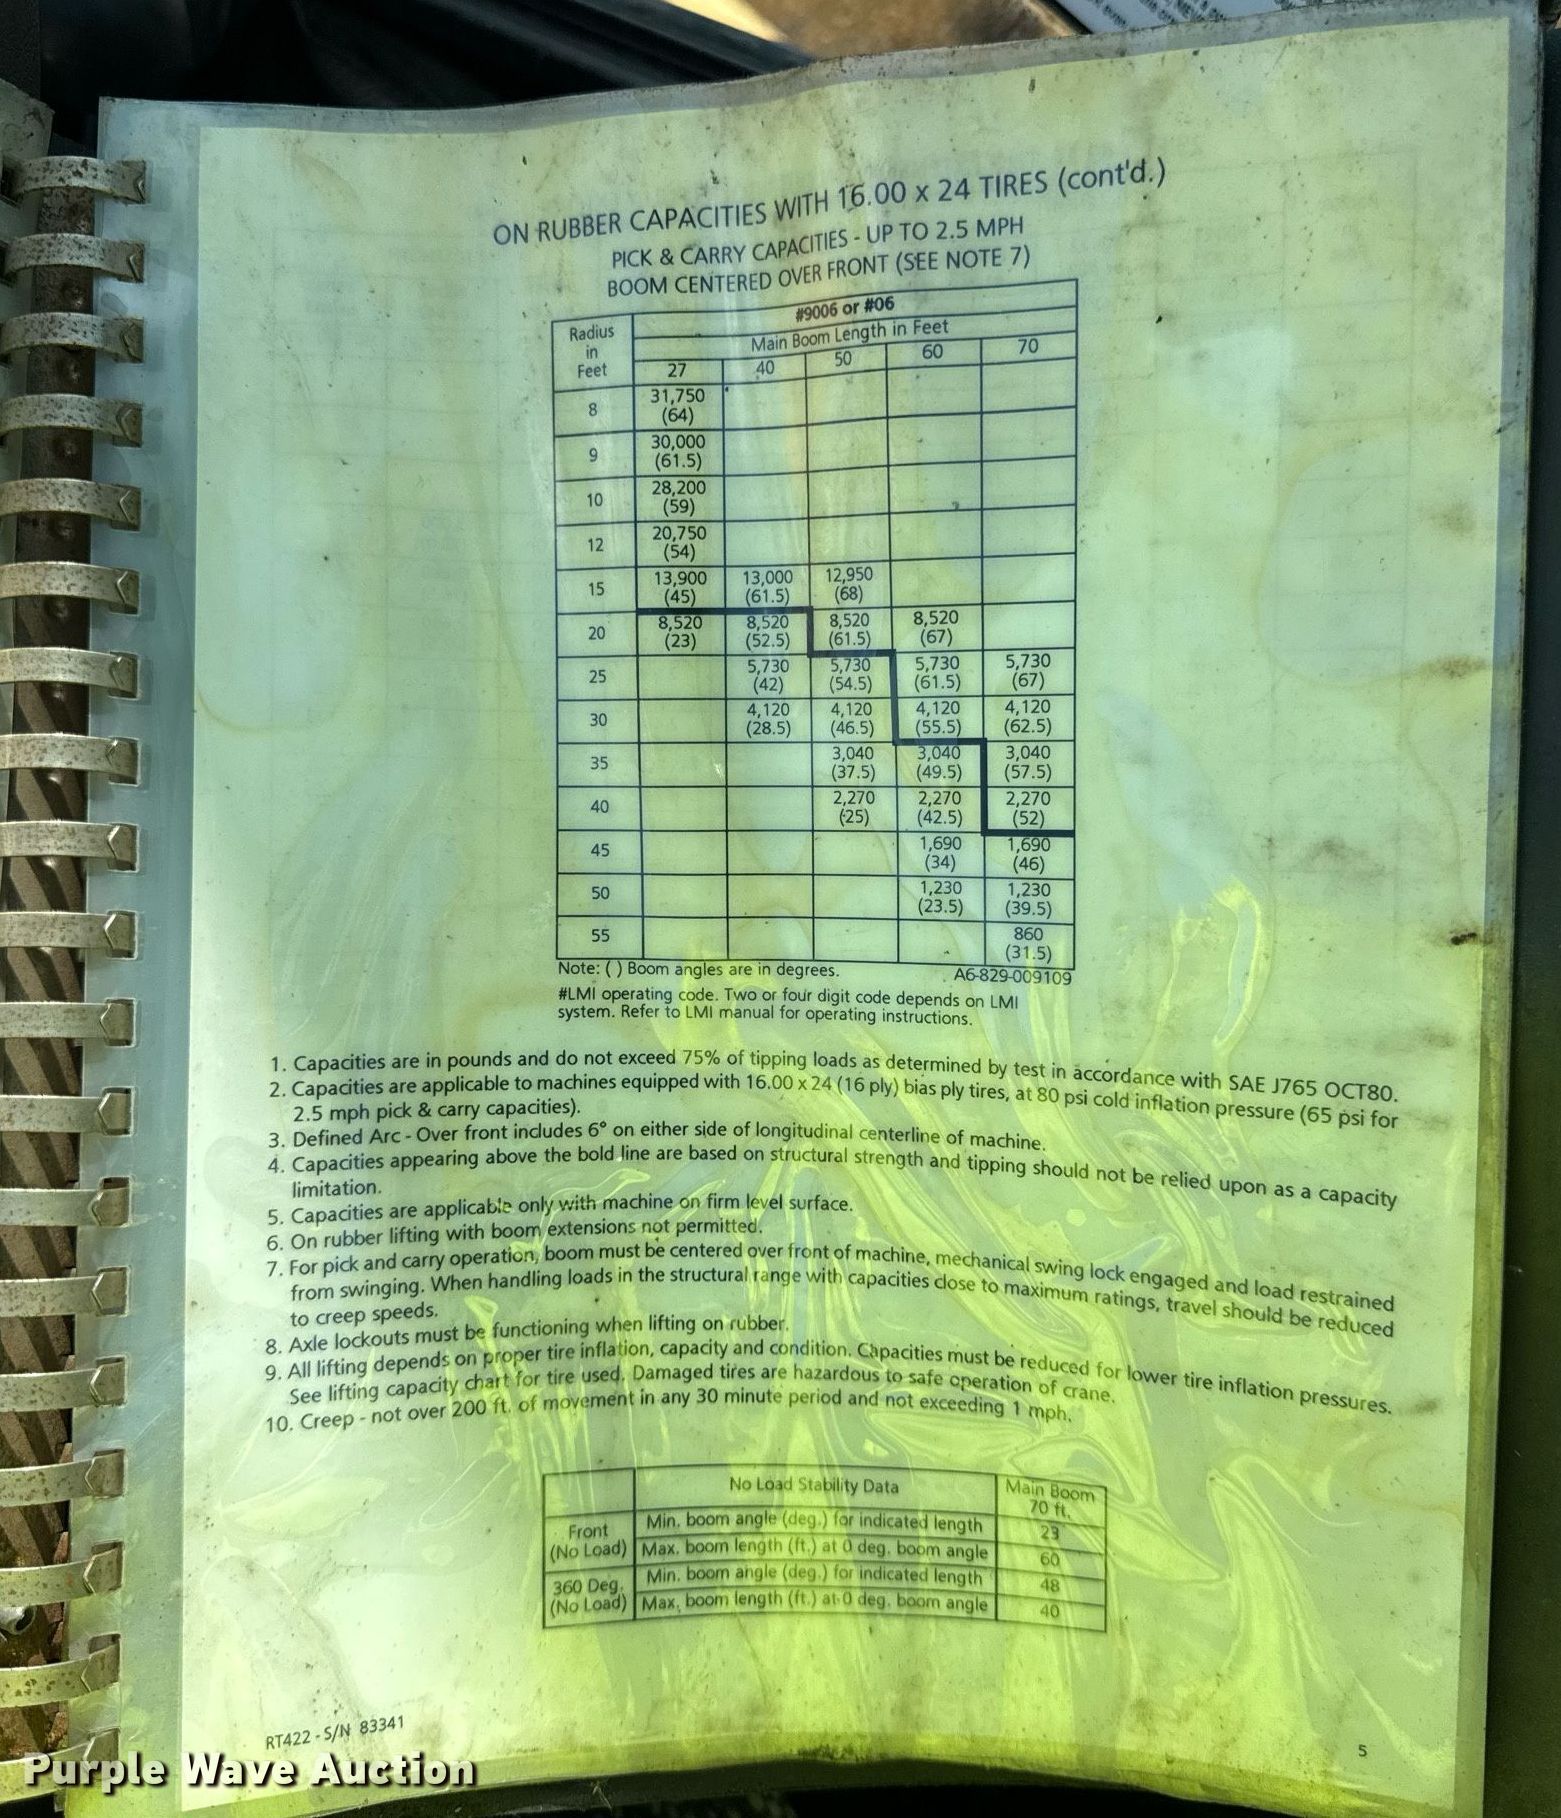 ON RUBBER CAPACITIES WITH 16.00 x 24 TIRES (cont'd.)
PICK & CARRY CAPACITIES - UP TO 2.5 MPH
BOOM CENTERED OVER FRONT (SEE NOTE 7)
Radius in Feet
#9006 or #06
Main Boom Length in Feet
27 40 50 60 70
8 31,750 (64)
9 30,000 (61.5)
10 28,200 (59)
12 20,750 (54)
15 13,900 (45) 13,000 (61.5) 12,950 (68)
20 8,520 (23) 8,520 (52.5) 8,520 (61.5) 8,520 (67)
25 5,730 (42) 5,730 (54.5) 5,730 (61.5) 5,730 (67)
30 4,120 (28.5) 4,120 (46.5) 4,120 (55.5) 4,120 (62.5)
35 3,040 (37.5) 3,040 (49.5) 3,040 (57.5)
40 2,270 (25) 2,270 (42.5) 2,270 (52)
45 1,690 (34) 1,690 (46)
50 1,230 (23.5) 1,230 (39.5)
55 860 (31.5)
Note: ( ) Boom angles are in degrees. A6-829-009109
#LMI operating code. Two or four digit code depends on LMI
system. Refer to LMI manual for operating instructions.
1. Capacities are in pounds and do not exceed 75% of tipping loads as determined by test in accordance with SAE J765 OCT80.
2. Capacities are applicable to machines equipped with 16.00 x 24 (16 ply) bias ply tires, at 80 psi cold inflation pressure (65 psi for
2.5 mph pick & carry capacities).
3. Defined Arc - Over front includes 6° on either side of longitudinal centerline of machine.
4. Capacities appearing above the bold line are based on structural strength and tipping should not be relied upon as a capacity
limitation.
5. Capacities are applicable only with machine on firm level surface.
6. On rubber lifting with boom extensions not permitted.
7. For pick and carry operation, boom must be centered over front of machine, mechanical swing lock engaged and load restrained
from swinging. When handling loads in the structural range with capacities close to maximum ratings, travel should be reduced
to creep speeds.
8. Axle lockouts must be functioning when lifting on rubber.
9. All lifting depends on proper tire inflation, capacity and condition. Capacities must be reduced for lower tire inflation pressures.
See lifting capacity chart for tire used. Damaged tires are hazardous to safe operation of crane.
10. Creep - not over 200 ft. of movement in any 30 minute period and not exceeding 1 mph.
No Load Stability Data Main Boom 70 ft.
Front (No Load) Min. boom angle (deg.) for indicated length 23
Max. boom length (ft.) at 0 deg. boom angle 60
360 Deg. (No Load) Min. boom angle (deg.) for indicated length 48
Max. boom length (ft.) at 0 deg. boom angle 40
RT422 - S/N 83341
5
Purple Wave Auction